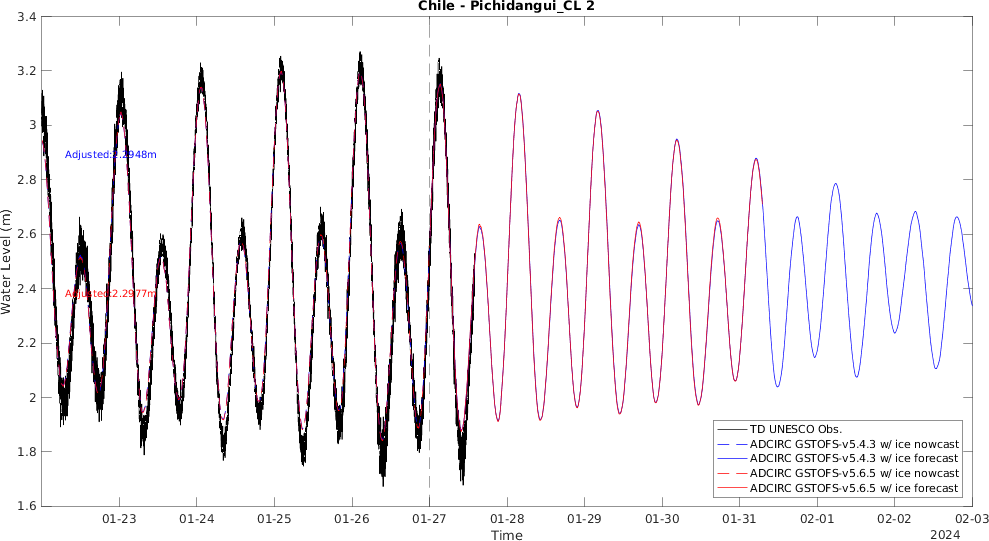 Chile - Pichidangui_CL 2
3.4
3.2
3
2.8
2.6
2.4
2.2
2
1.8
1.6
Water Level (m)
Adjusted:2.2948m
Adjusted:2.2977m
TD UNESCO Obs.
ADCIRC GSTOFS-v5.4.3 w/ ice nowcast
ADCIRC GSTOFS-v5.4.3 w/ ice forecast
ADCIRC GSTOFS-v5.6.5 w/ ice nowcast
ADCIRC GSTOFS-v5.6.5 w/ ice forecast
01-23 01-24 01-25 01-26 01-27 01-28 01-29 01-30 01-31 02-01 02-02 02-03
Time
2024